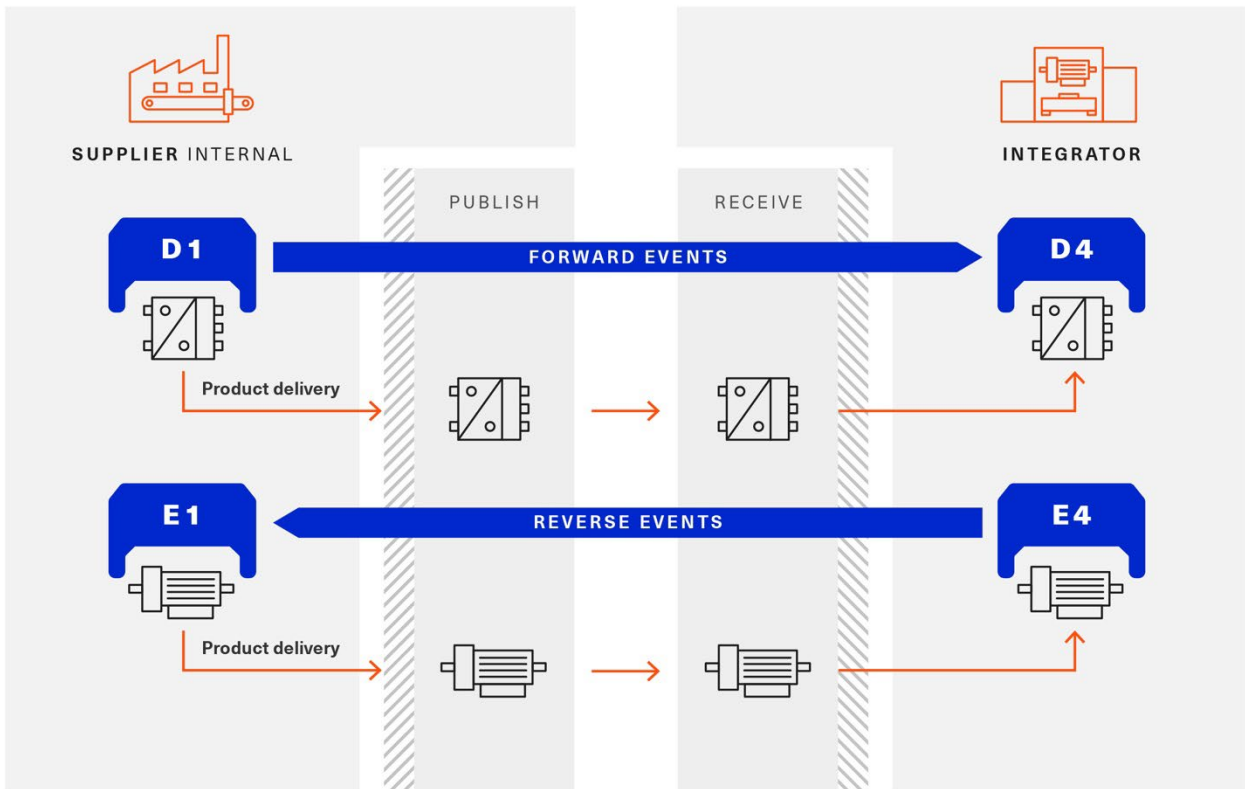 SUPPLIER INTERNAL
INTEGRATOR
PUBLISH
RECEIVE
D1
FORWARD EVENTS
D4
Product delivery
E1
REVERSE EVENTS
E4
Product delivery